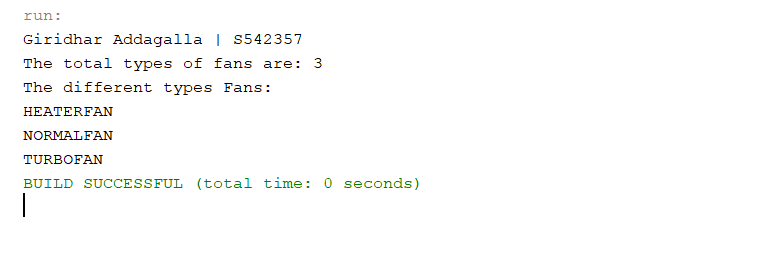 run:
Giridhar Addagalla | S542357
The total types of fans are: 3
The different types Fans:
HEATERFAN
NORMALFAN
TURBOFAN
BUILD SUCCESSFUL (total time: 0 seconds)